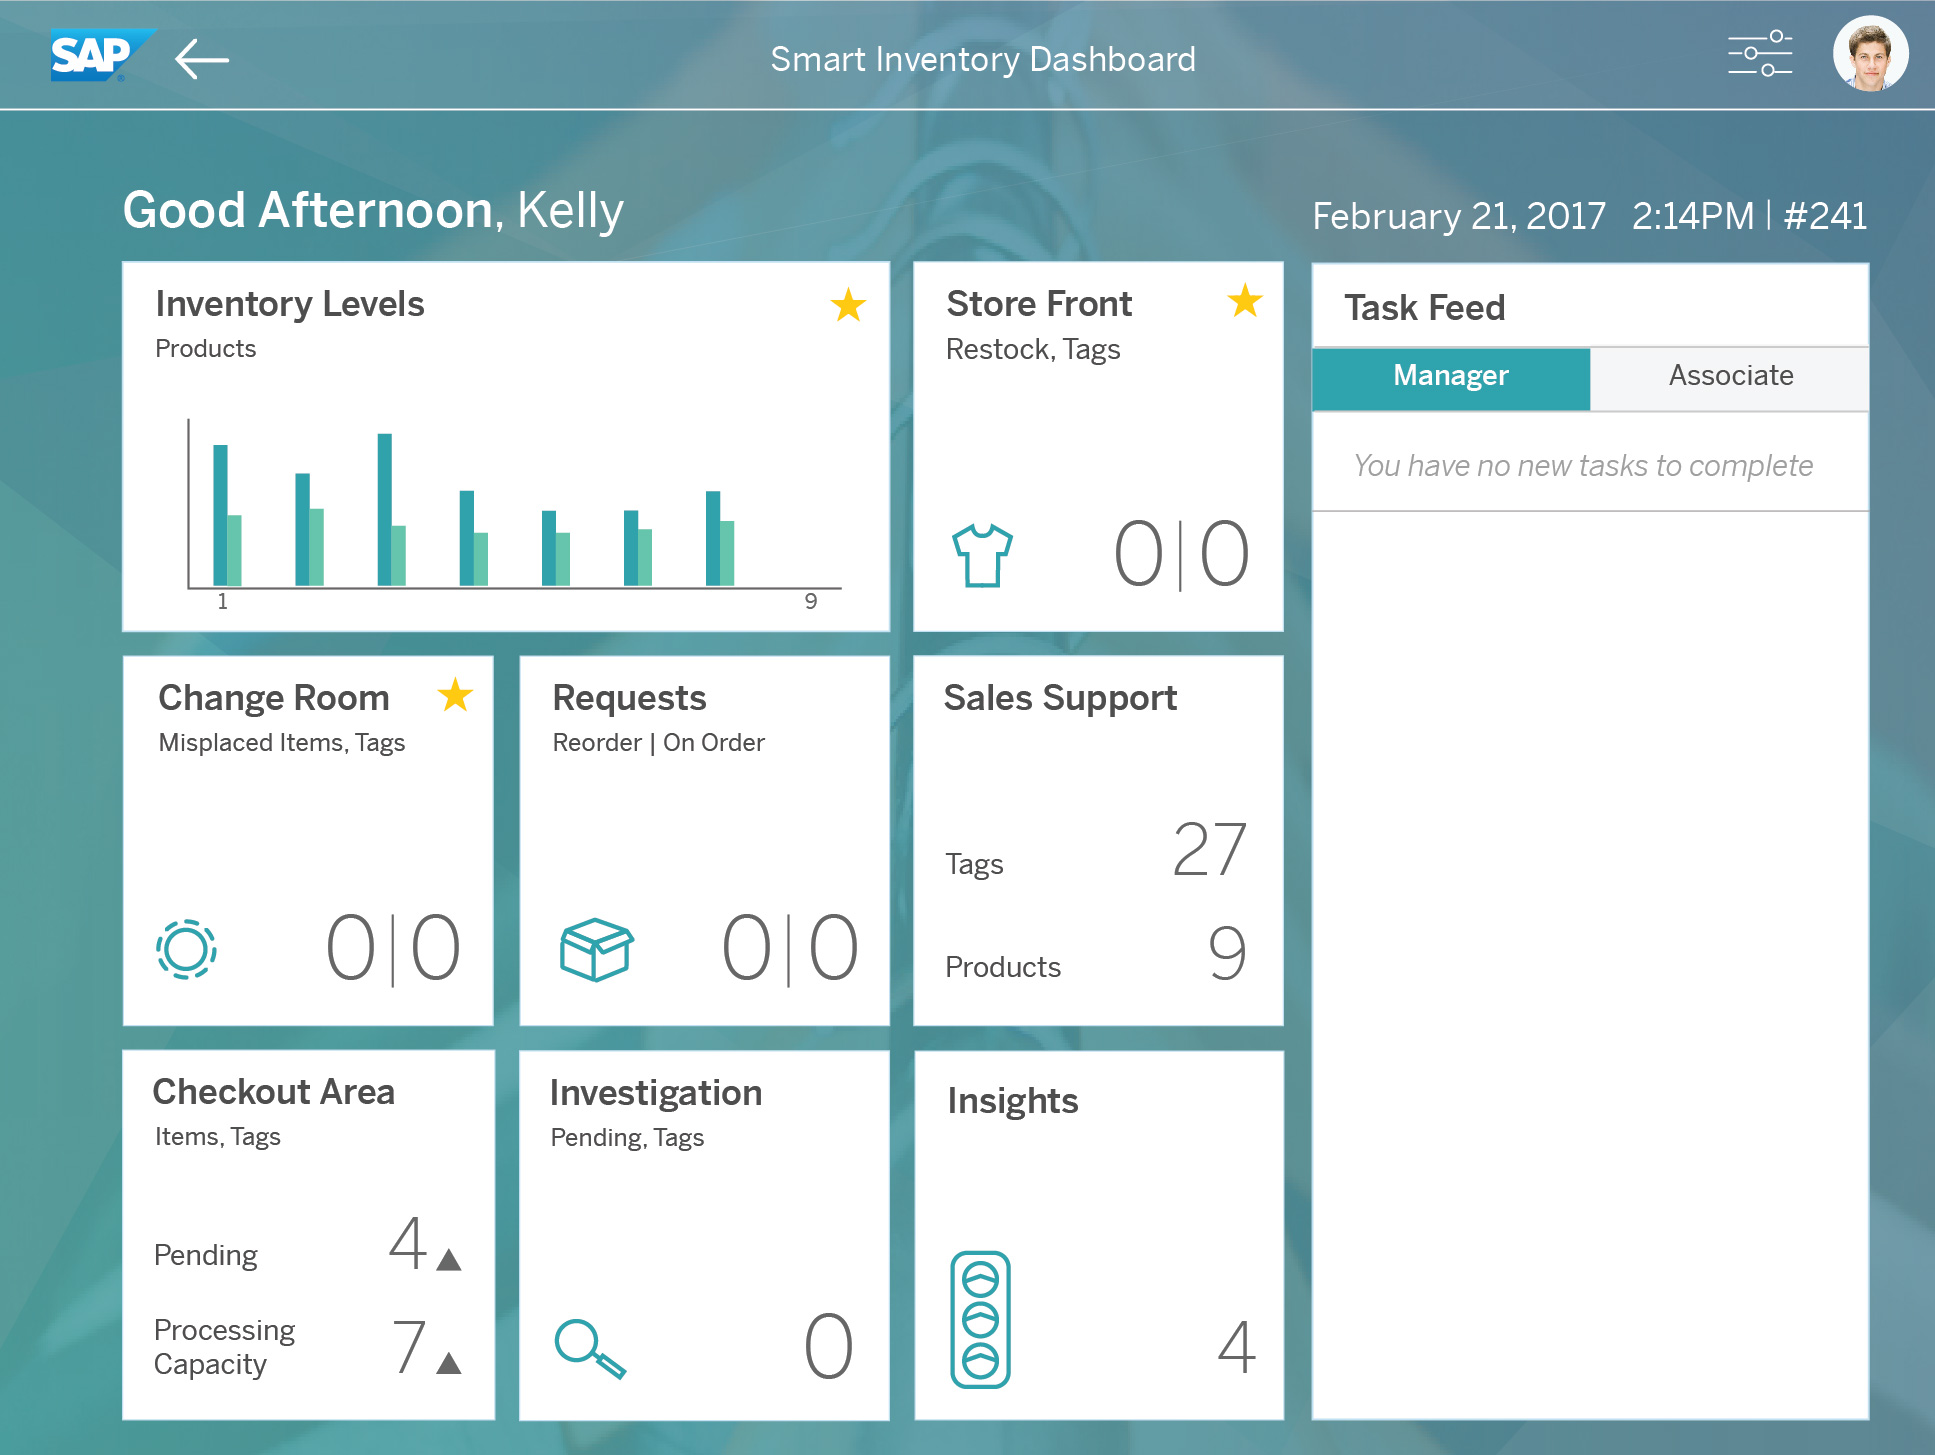 SAP
Smart Inventory Dashboard
Good Afternoon, Kelly
February 21, 2017 2:14PM | #241
Inventory Levels
Products
1
9
Store Front
Restock, Tags
0|0
Task Feed
Manager
Associate
You have no new tasks to complete
Change Room
Misplaced Items, Tags
0|0
Requests
Reorder | On Order
0|0
Sales Support
Tags
27
Products
9
Checkout Area
Items, Tags
Pending
4▲
Processing
Capacity
7▲
Investigation
Pending, Tags
0
Insights
4